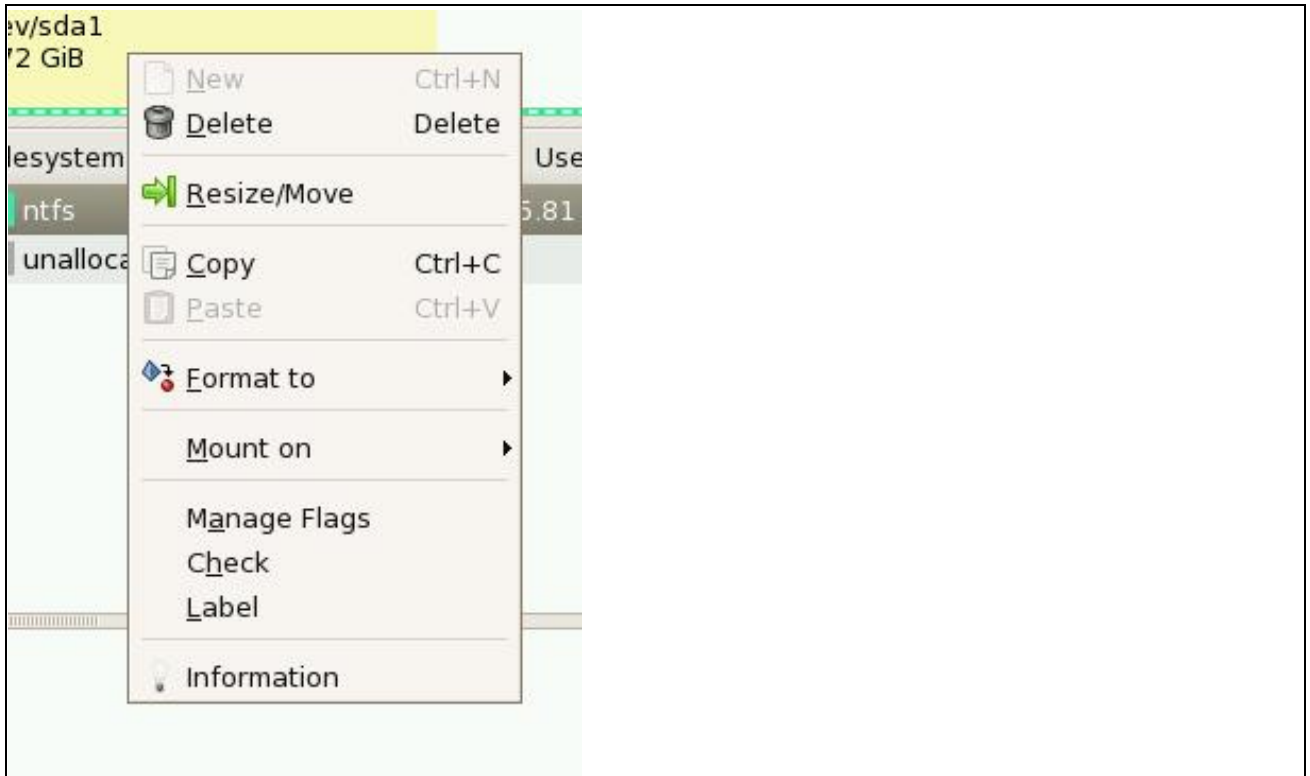 ev/sda1
72 GiB
New Ctrl+N
Delete Delete
lesystem Use
Resize/Move
ntfs 5.81
unalloca
Copy Ctrl+C
Paste Ctrl+V
Format to
Mount on
Manage Flags
Check
Label
Information